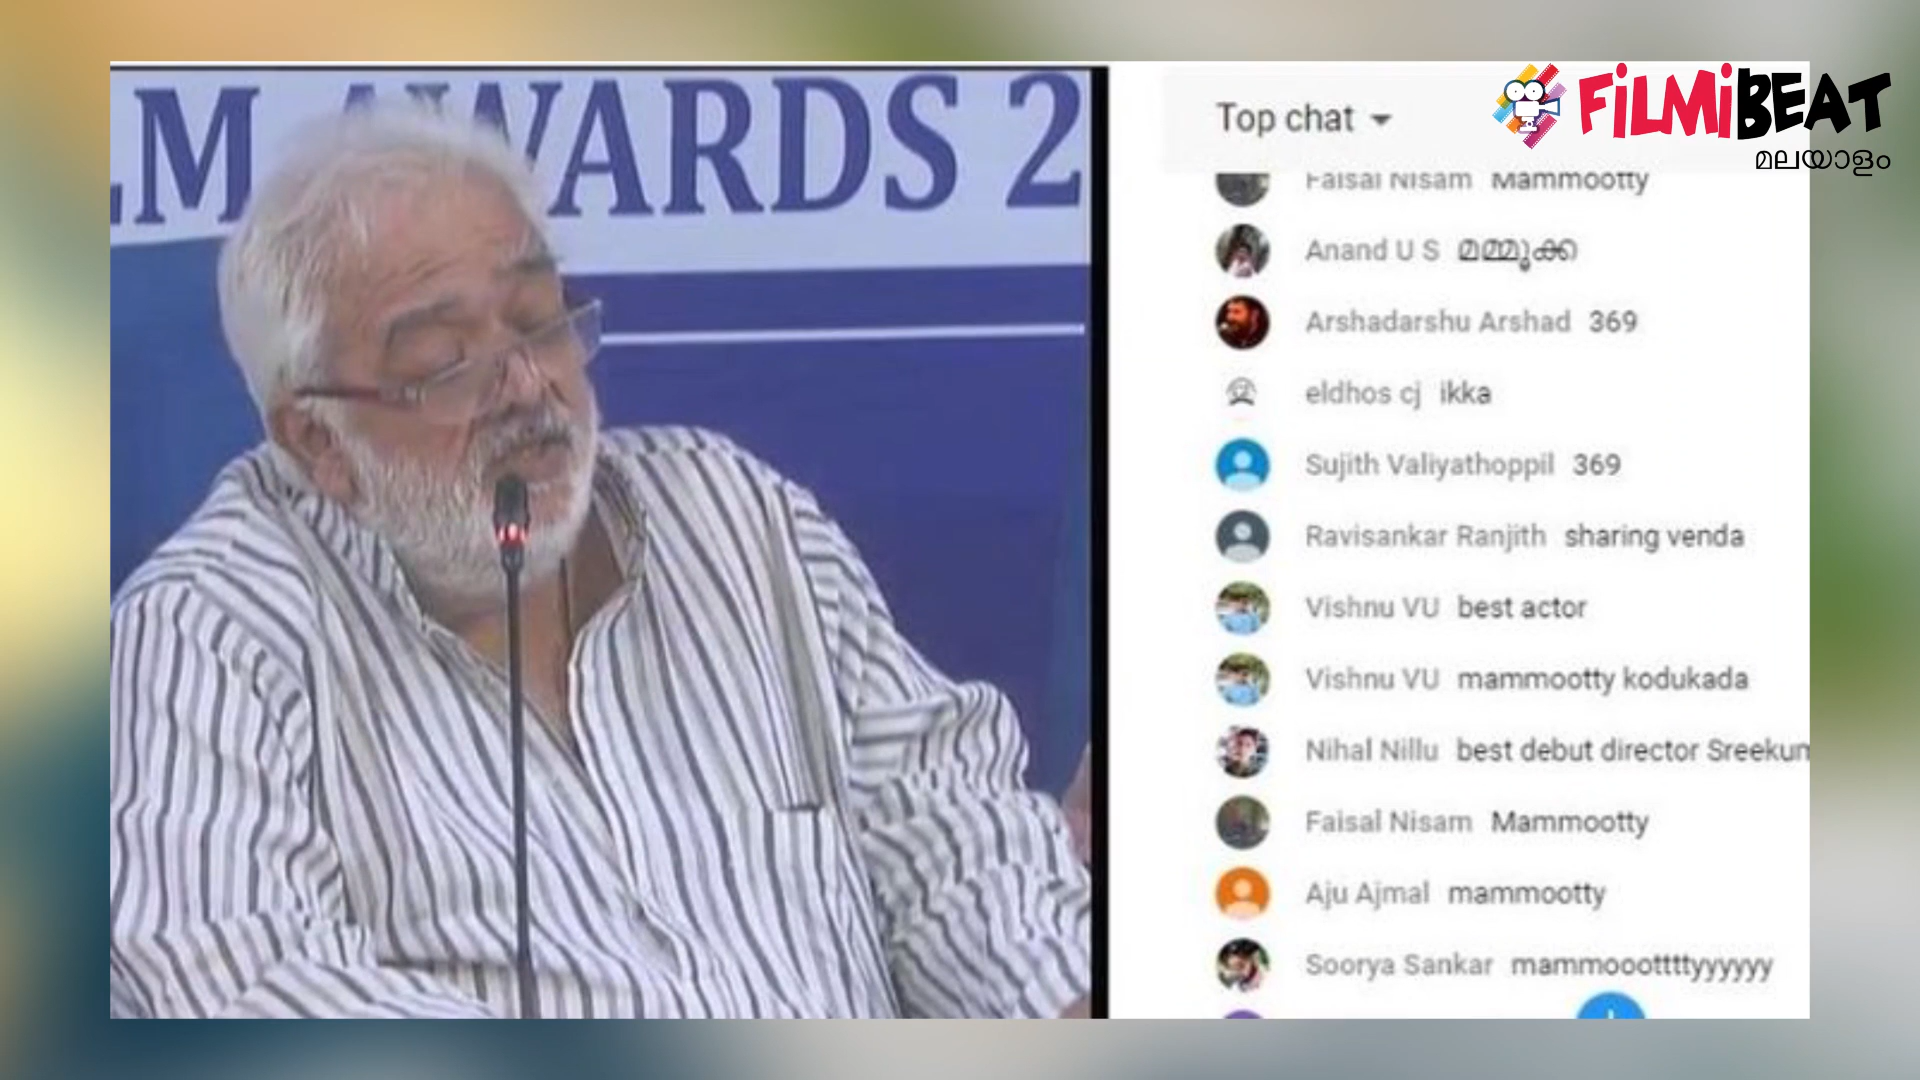 LM AWARDS 2
FiLMiBEAT
മലയാളം
Top chat
Faisal Nisam Mammootty
Anand U S മമ്മൂക്ക
Arshadarshu Arshad 369
eldhos cj ikka
Sujith Valiyathoppil 369
Ravisankar Ranjith sharing venda
Vishnu VU best actor
Vishnu VU mammootty kodukada
Nihal Nillu best debut director Sreekum
Faisal Nisam Mammootty
Aju Ajmal mammootty
Soorya Sankar mammooottttyyyyyy